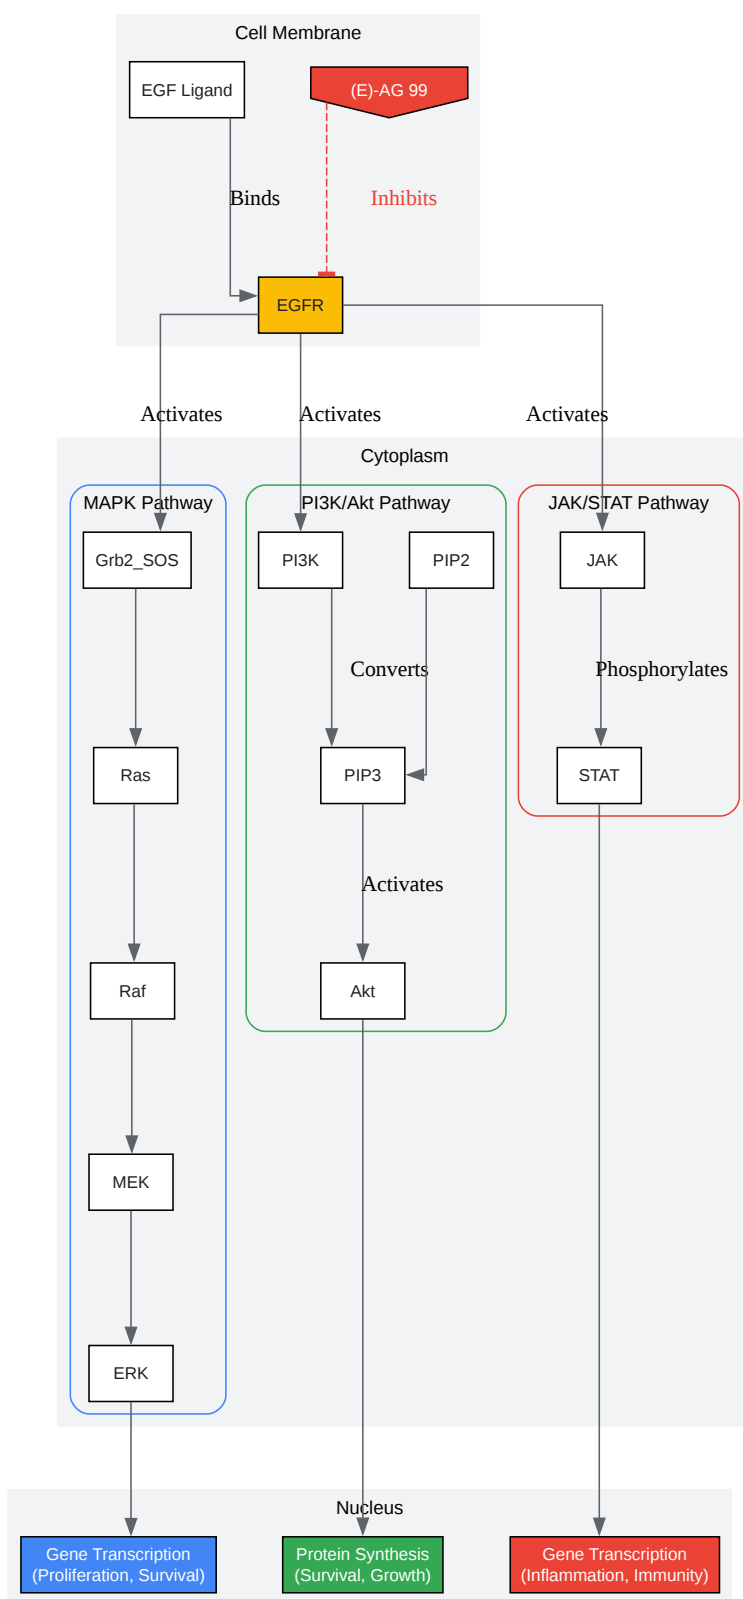 Cell Membrane
EGF Ligand
(E)-AG 99
Binds
Inhibits
EGFR
Activates
Activates
Activates
Cytoplasm
MAPK Pathway
PI3K/Akt Pathway
JAK/STAT Pathway
Grb2_SOS
PI3K
PIP2
JAK
Converts
Phosphorylates
Ras
PIP3
STAT
Activates
Raf
Akt
MEK
ERK
Nucleus
Gene Transcription
(Proliferation, Survival)
Protein Synthesis
(Survival, Growth)
Gene Transcription
(Inflammation, Immunity)